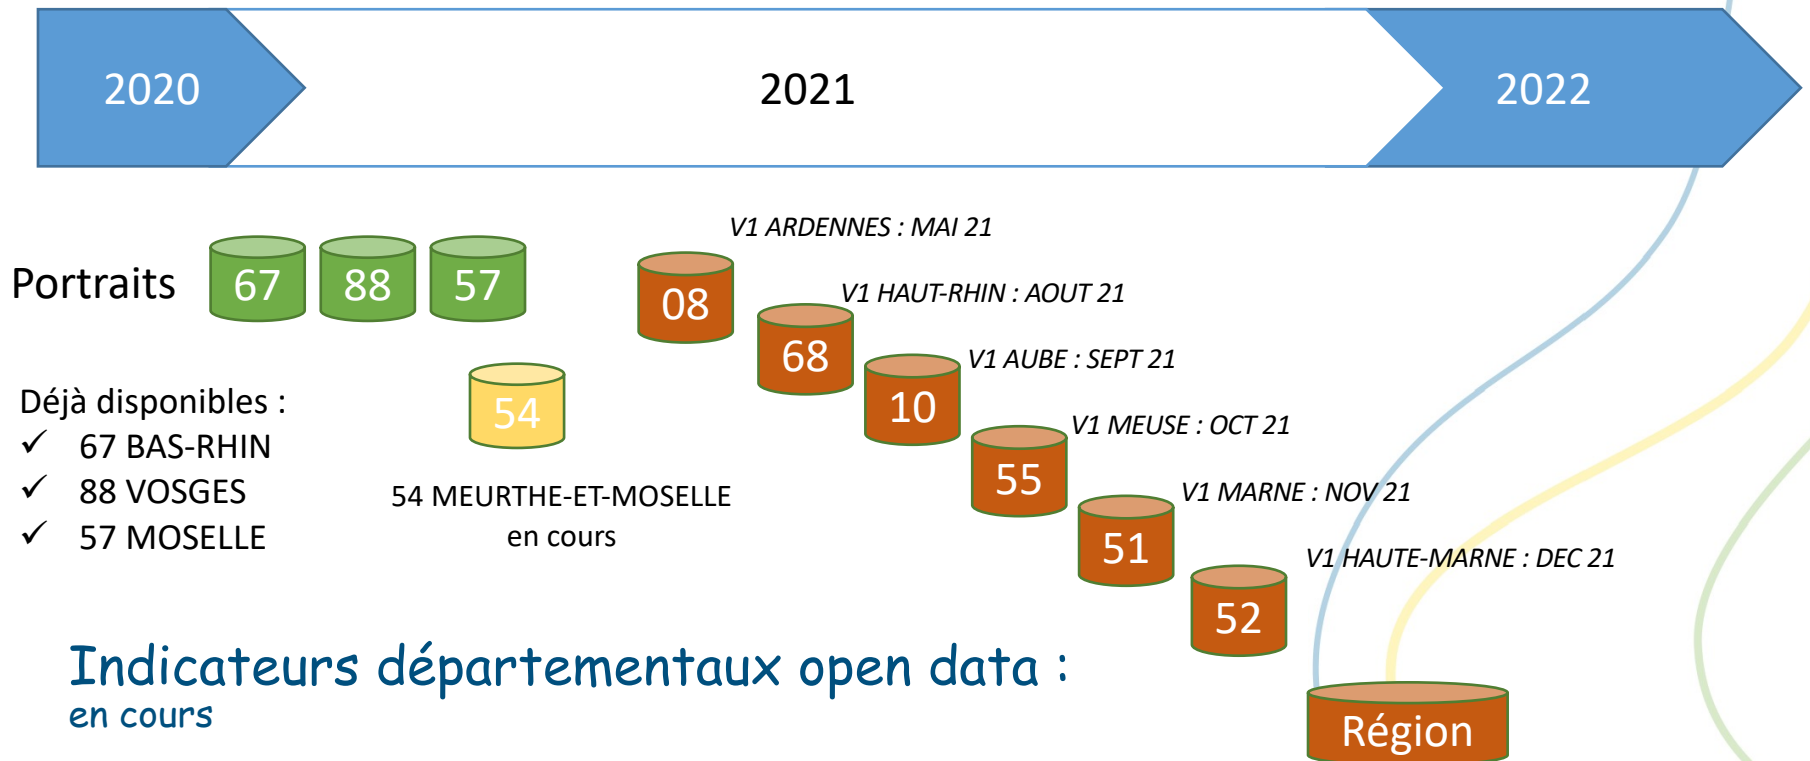 2020
2021
2022
Portraits
67
88
57
08
V1 ARDENNES : MAI 21
68
V1 HAUT-RHIN : AOUT 21
10
V1 AUBE : SEPT 21
55
V1 MEUSE : OCT 21
51
V1 MARNE : NOV 21
52
V1 HAUTE-MARNE : DEC 21
Région
54
54 MEURTHE-ET-MOSELLE
en cours
Déjà disponibles :
✓ 67 BAS-RHIN
✓ 88 VOSGES
✓ 57 MOSELLE
Indicateurs départementaux open data :
en cours